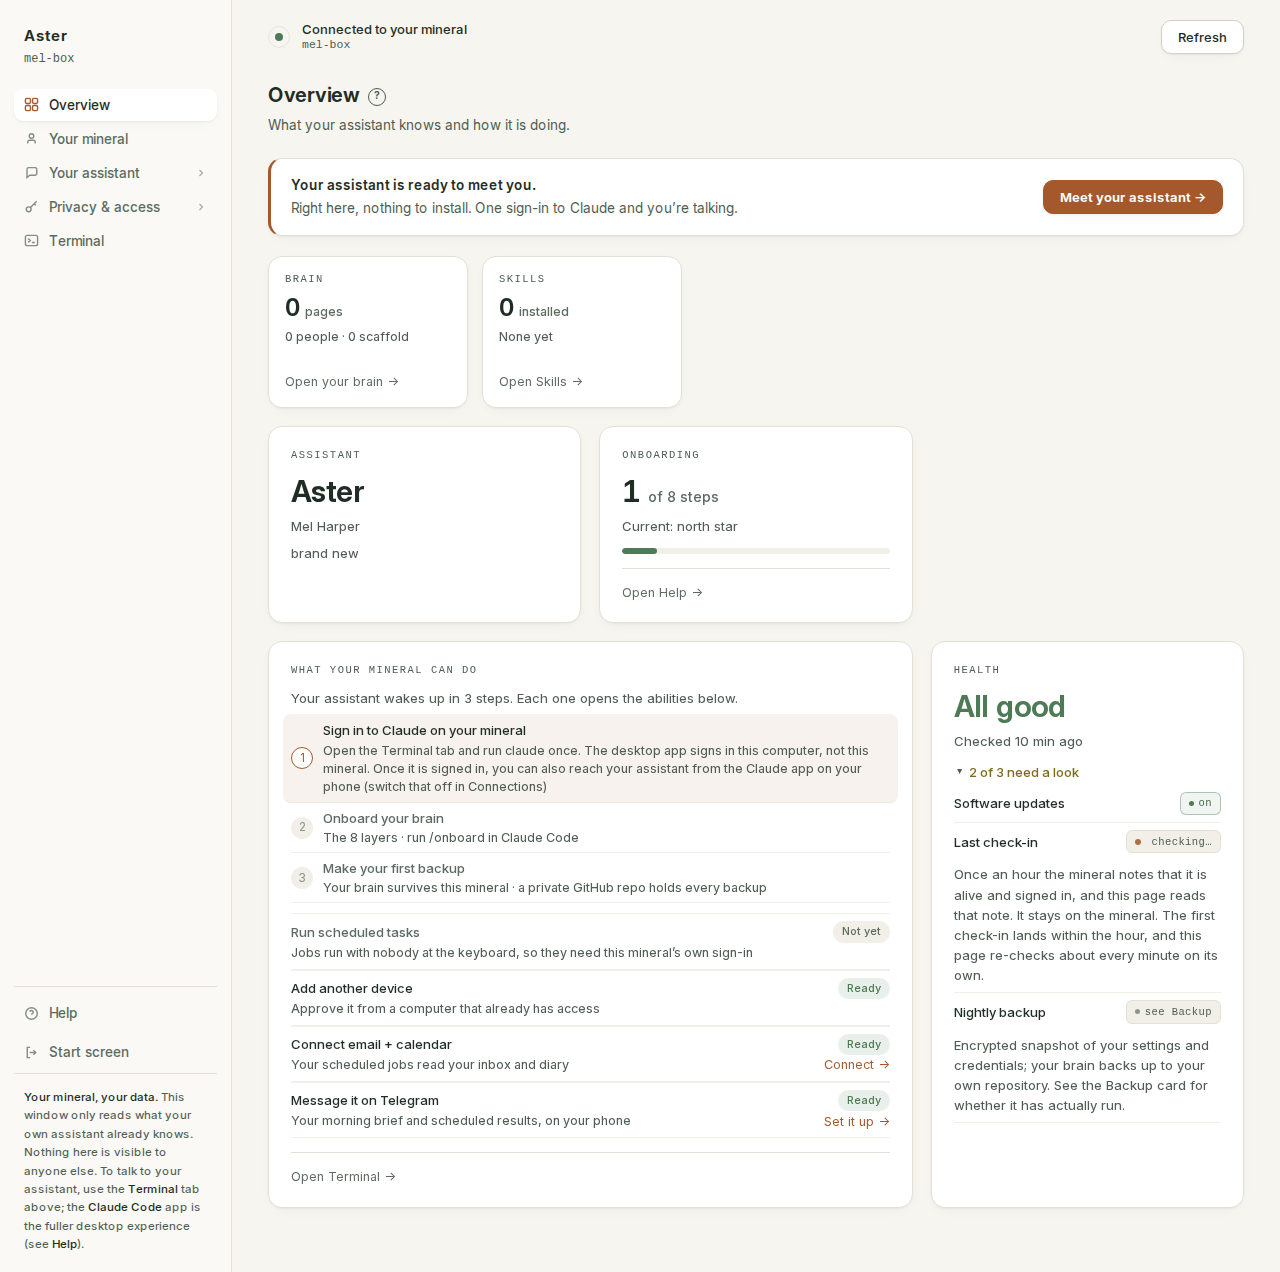 Aster
mel-box
Overview
Your mineral
Your assistant
Privacy & access
Terminal
Help
Start screen
Your mineral, your data. This
window only reads what your
own assistant already knows.
Nothing here is visible to
anyone else. To talk to your
assistant, use the Terminal tab
above; the Claude Code app is
the fuller desktop experience
(see Help).
Connected to your mineral
mel-box
Refresh
Overview ?
What your assistant knows and how it is doing.
Your assistant is ready to meet you.
Right here, nothing to install. One sign-in to Claude and you’re talking.
Meet your assistant →
BRAIN
0 pages
0 people · 0 scaffold
Open your brain →
SKILLS
0 installed
None yet
Open Skills →
ASSISTANT
Aster
Mel Harper
brand new
ONBOARDING
1 of 8 steps
Current: north star
Open Help →
WHAT YOUR MINERAL CAN DO
Your assistant wakes up in 3 steps. Each one opens the abilities below.
1
Sign in to Claude on your mineral
Open the Terminal tab and run claude once. The desktop app signs in this computer, not this
mineral. Once it is signed in, you can also reach your assistant from the Claude app on your
phone (switch that off in Connections)
2
Onboard your brain
The 8 layers · run /onboard in Claude Code
3
Make your first backup
Your brain survives this mineral · a private GitHub repo holds every backup
Run scheduled tasks
Not yet
Jobs run with nobody at the keyboard, so they need this mineral’s own sign-in
Add another device
Ready
Approve it from a computer that already has access
Connect email + calendar
Ready
Your scheduled jobs read your inbox and diary
Connect →
Message it on Telegram
Ready
Your morning brief and scheduled results, on your phone
Set it up →
Open Terminal →
HEALTH
All good
Checked 10 min ago
▼ 2 of 3 need a look
Software updates
on
Last check-in
checking…
Once an hour the mineral notes that it is
alive and signed in, and this page reads
that note. It stays on the mineral. The first
check-in lands within the hour, and this
page re-checks about every minute on its
own.
Nightly backup
see Backup
Encrypted snapshot of your settings and
credentials; your brain backs up to your
own repository. See the Backup card for
whether it has actually run.